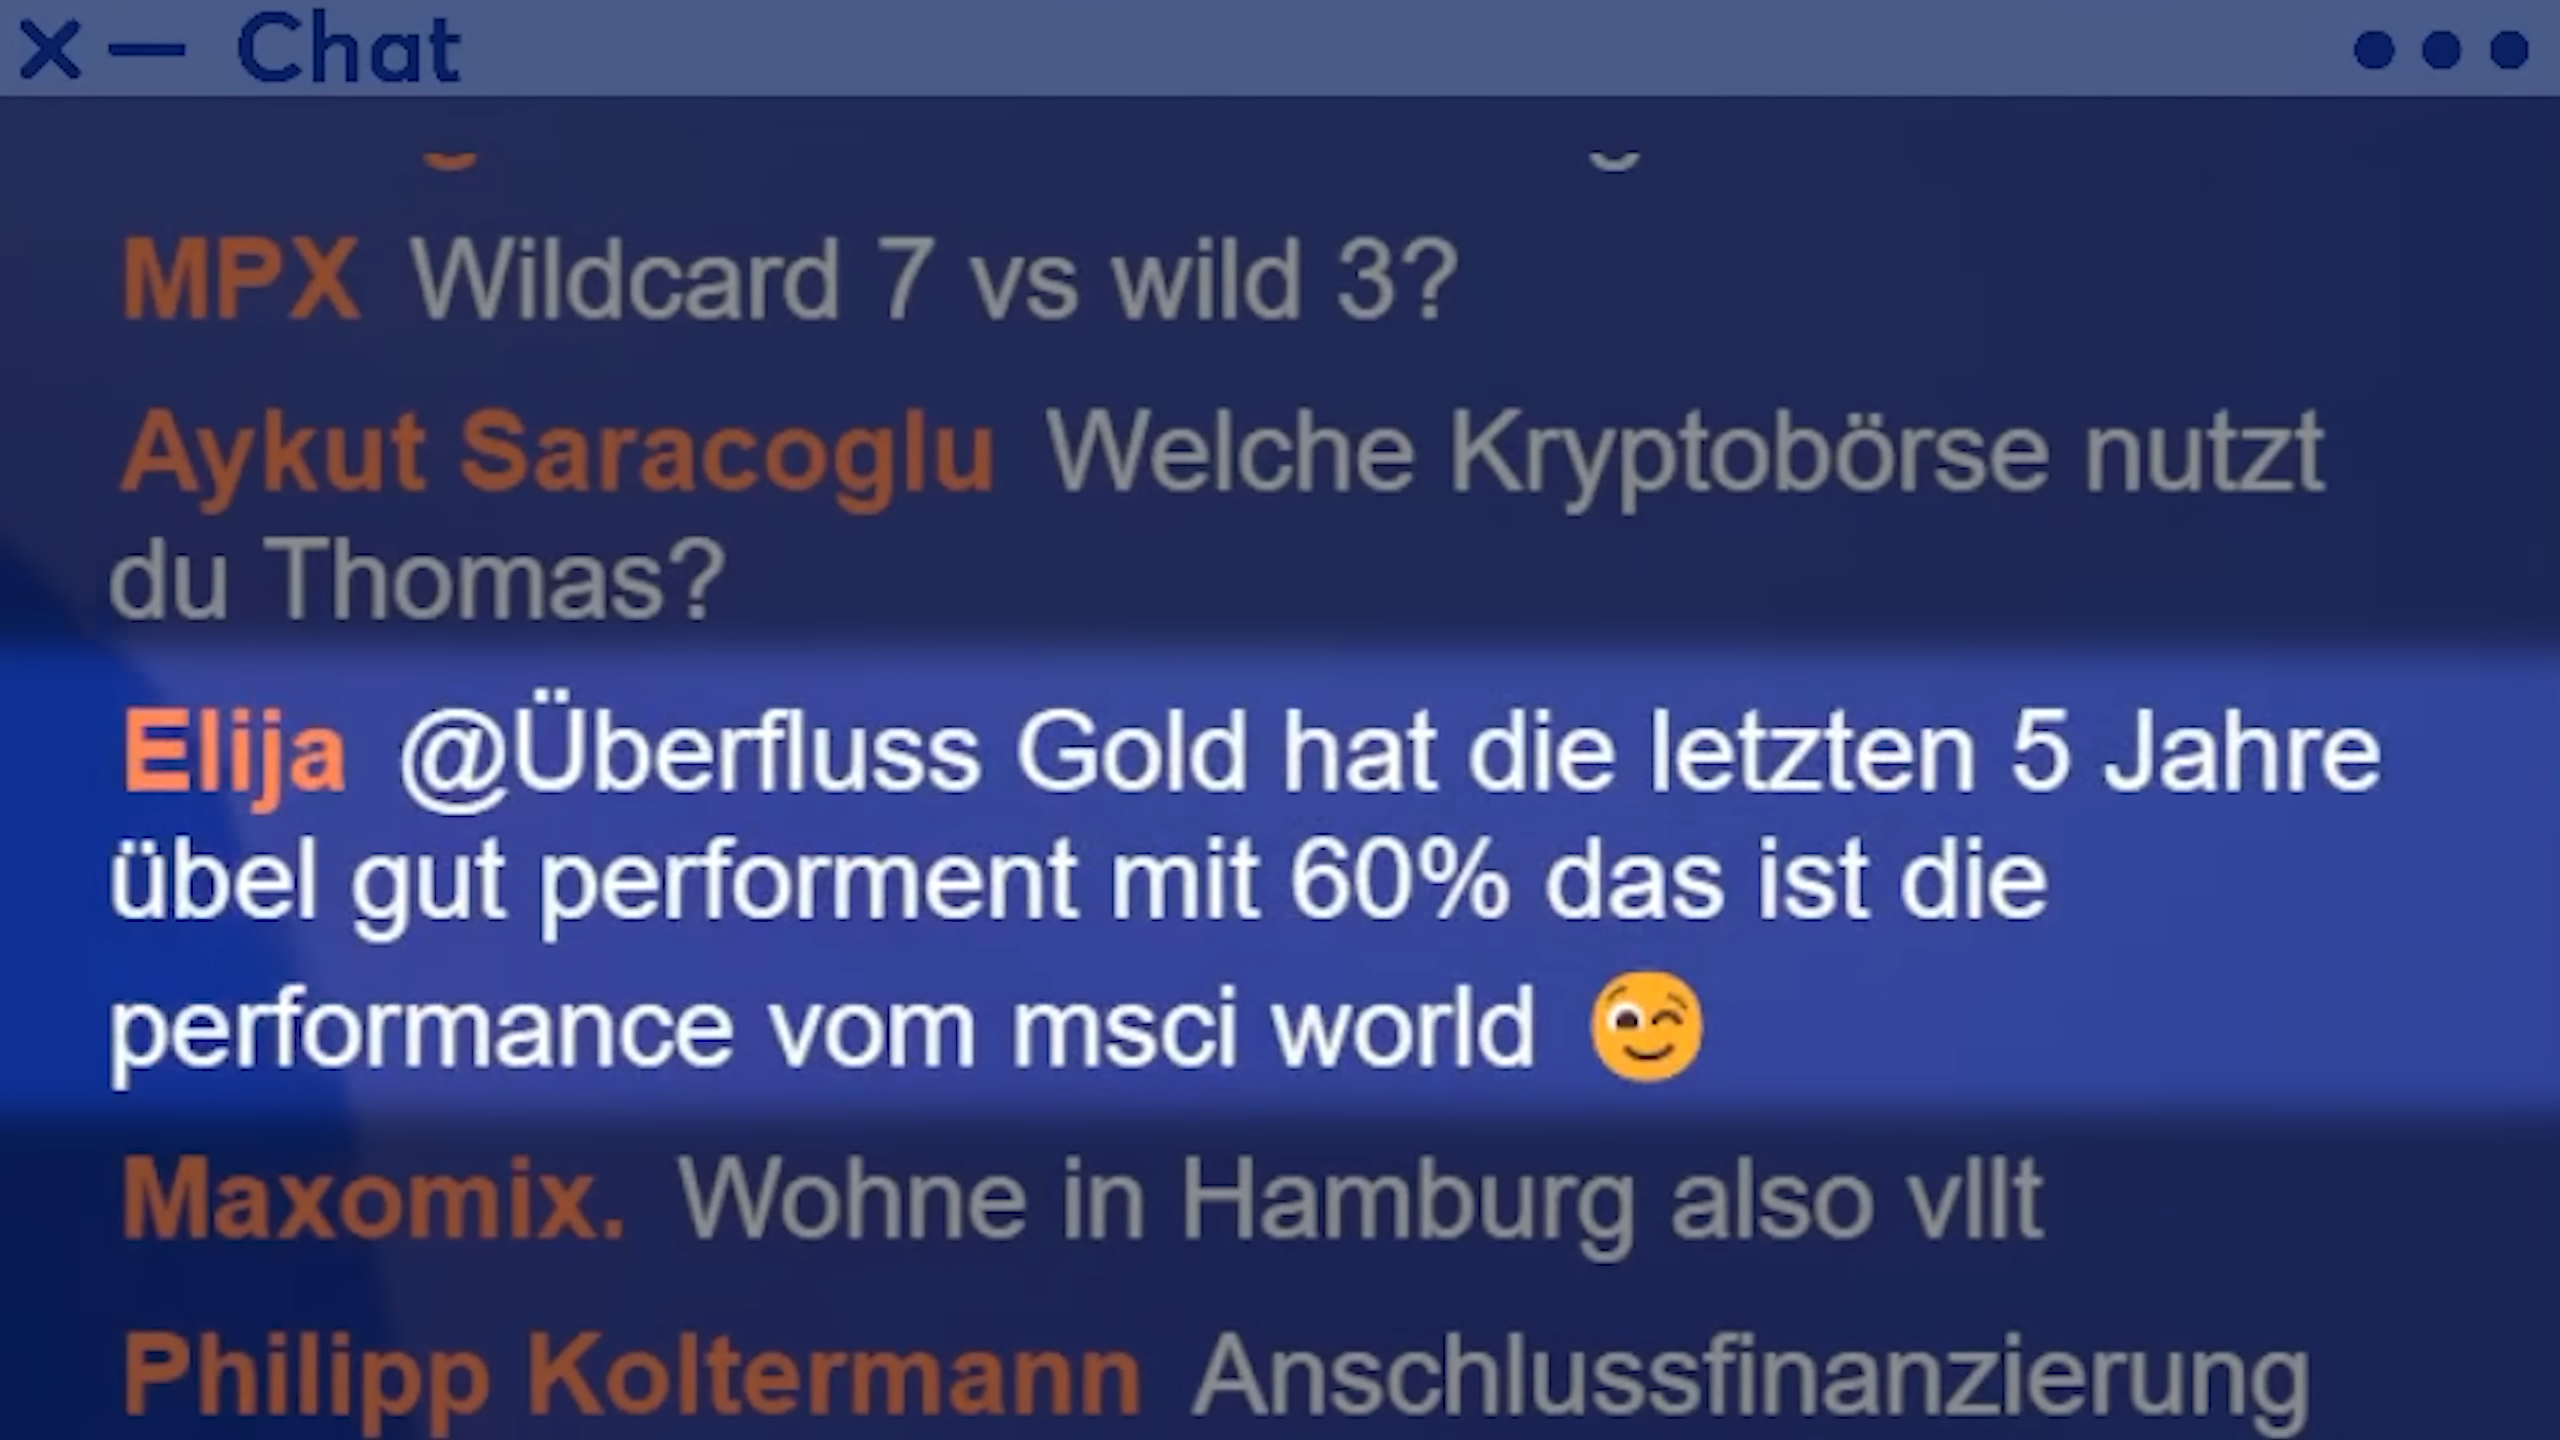 Chat
MPX Wildcard 7 vs wild 3?
Aykut Saracoglu Welche Kryptobörse nutzt
du Thomas?
Elija @Überfluss Gold hat die letzten 5 Jahre
übel gut performent mit 60% das ist die
performance vom msci world 😉
Maxomix. Wohne in Hamburg also vllt
Philipp Koltermann Anschlussfinanzierung